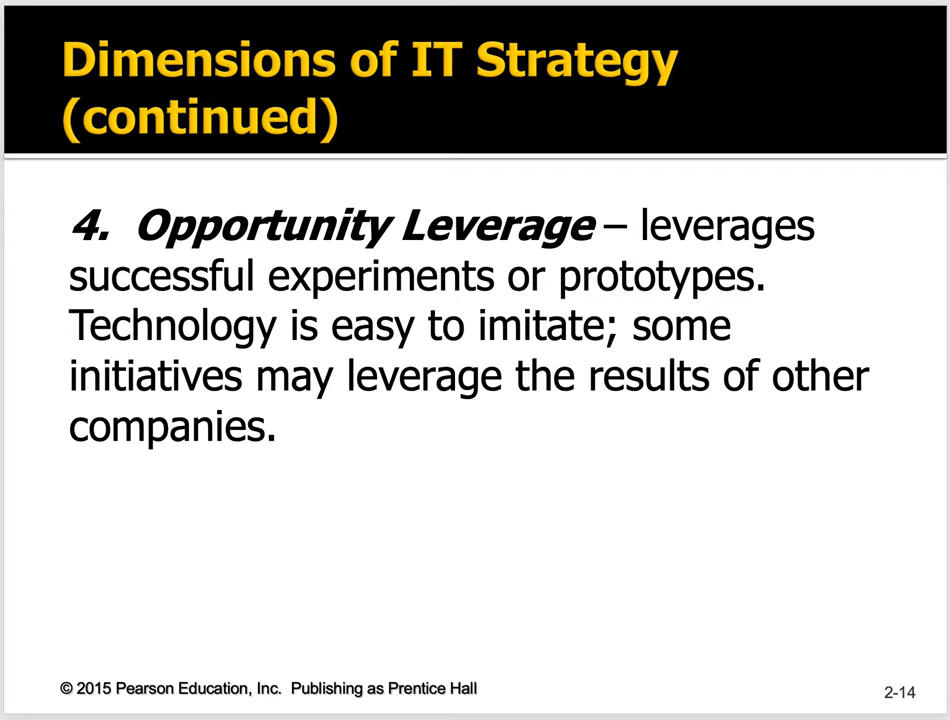 Dimensions of IT Strategy
(continued)
4. Opportunity Leverage – leverages
successful experiments or prototypes.
Technology is easy to imitate; some
initiatives may leverage the results of other
companies.
© 2015 Pearson Education, Inc. Publishing as Prentice Hall
2-14